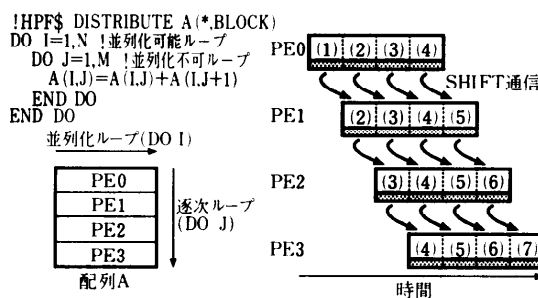 !HPF$ DISTRIBUTE A(*,BLOCK)
DO I=1,N !並列化可能ループ
DO J=1,M !並列化不可ループ
A(I,J)=A(I,J)+A(I,J+1)
END DO
END DO
並列化ループ(DO I)
PE0
PE1
PE2
PE3
逐次ループ
(DO J)
配列A
PE0 (1) (2) (3) (4)
SHIFT通信
PE1 (2) (3) (4) (5)
PE2 (3) (4) (5) (6)
PE3 (4) (5) (6) (7)
時間